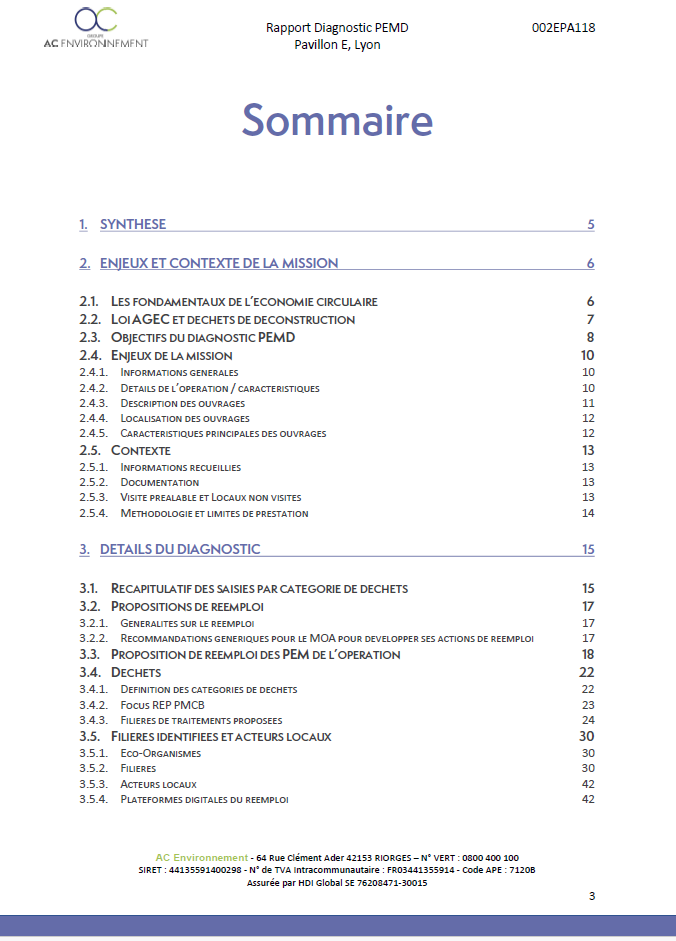 GROUPE
AC ENVIRONNEMENT
Rapport Diagnostic PEMD
Pavillon E, Lyon
002EPA118
Sommaire
1. SYNTHESE 5
2. ENJEUX ET CONTEXTE DE LA MISSION 6
2.1. LES FONDAMENTAUX DE L'ECONOMIE CIRCULAIRE 6
2.2. LOI AGEC ET DECHETS DE DECONSTRUCTION 7
2.3. OBJECTIFS DU DIAGNOSTIC PEMD 8
2.4. ENJEUX DE LA MISSION 10
2.4.1. INFORMATIONS GENERALES 10
2.4.2. DETAILS DE L'OPERATION / CARACTERISTIQUES 10
2.4.3. DESCRIPTION DES OUVRAGES 11
2.4.4. LOCALISATION DES OUVRAGES 12
2.4.5. CARACTERISTIQUES PRINCIPALES DES OUVRAGES 12
2.5. CONTEXTE 13
2.5.1. INFORMATIONS RECUEILLIES 13
2.5.2. DOCUMENTATION 13
2.5.3. VISITE PREALABLE ET LOCAUX NON VISITES 13
2.5.4. METHODOLOGIE ET LIMITES DE PRESTATION 14
3. DETAILS DU DIAGNOSTIC 15
3.1. RECAPITULATIF DES SAISIES PAR CATEGORIE DE DECHETS 15
3.2. PROPOSITIONS DE REEMPLOI 17
3.2.1. GENERALITES SUR LE REEMPLOI 17
3.2.2. RECOMMANDATIONS GENERIQUES POUR LE MOA POUR DEVELOPPER SES ACTIONS DE REEMPLOI 17
3.3. PROPOSITION DE REEMPLOI DES PEM DE L'OPERATION 18
3.4. DECHETS 22
3.4.1. DEFINITION DES CATEGORIES DE DECHETS 22
3.4.2. FOCUS REP PMCB 23
3.4.3. FILIERES DE TRAITEMENTS PROPOSEES 24
3.5. FILIERES IDENTIFIEES ET ACTEURS LOCAUX 30
3.5.1. ECO-ORGANISMES 30
3.5.2. FILIERES 30
3.5.3. ACTEURS LOCAUX 42
3.5.4. PLATEFORMES DIGITALES DU REEMPLOI 42
AC Environnement - 64 Rue Clément Ader 42153 RIORGES – N° VERT : 0800 400 100
SIRET : 44135591400298 - N° de TVA Intracommunautaire : FR03441355914 - Code APE : 7120B
Assurée par HDI Global SE 76208471-30015
3